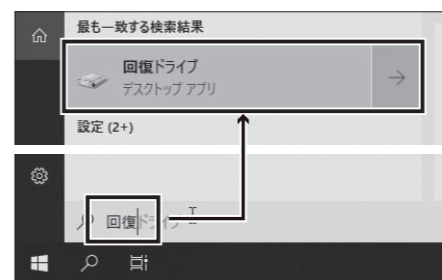 最も一致する検索結果
回復ドライブ
デスクトップ アプリ
設定 (2+)
回復ドライブ